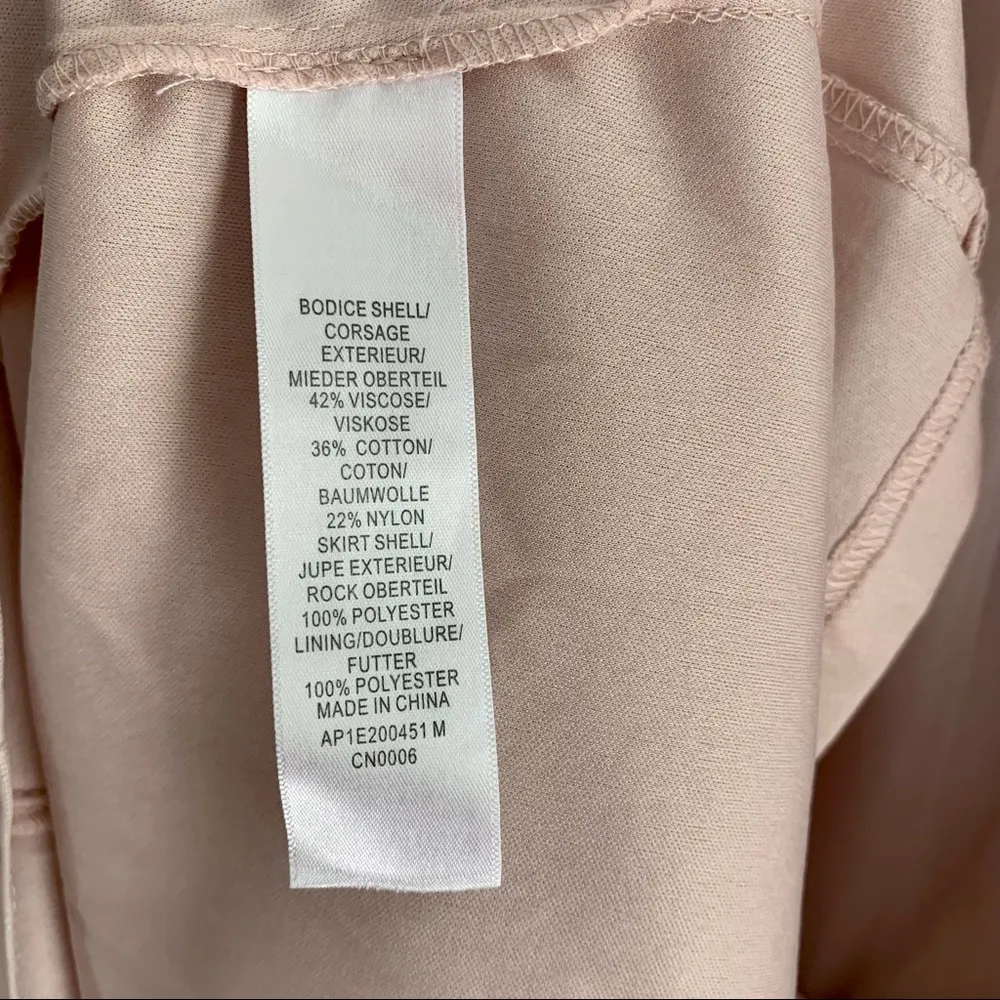 BODICE SHELL/
CORSAGE
EXTERIEUR/
MIEDER OBERTEIL
42% VISCOSE/
VISKOSE
36% COTTON/
COTON/
BAUMWOLLE
22% NYLON
SKIRT SHELL/
JUPE EXTERIEUR/
ROCK OBERTEIL
100% POLYESTER
LINING/DOUBLURE/
FUTTER
100% POLYESTER
MADE IN CHINA
AP1E200451 M
CN0006